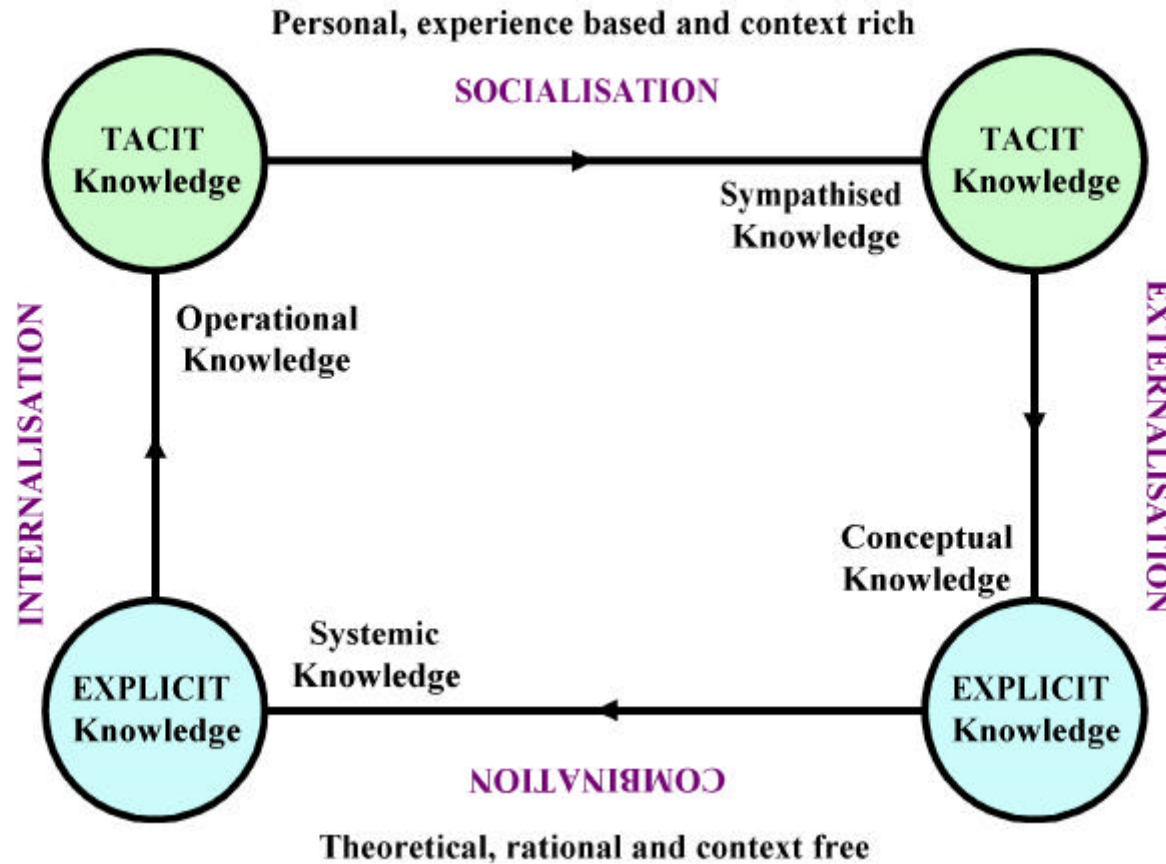 Personal, experience based and context rich
SOCIALISATION
TACIT
Knowledge
TACIT
Knowledge
Sympathised
Knowledge
INTERNALISATION
Operational
Knowledge
EXTERNALISATION
Conceptual
Knowledge
Systemic
Knowledge
EXPLICIT
Knowledge
EXPLICIT
Knowledge
COMBINATION
Theoretical, rational and context free